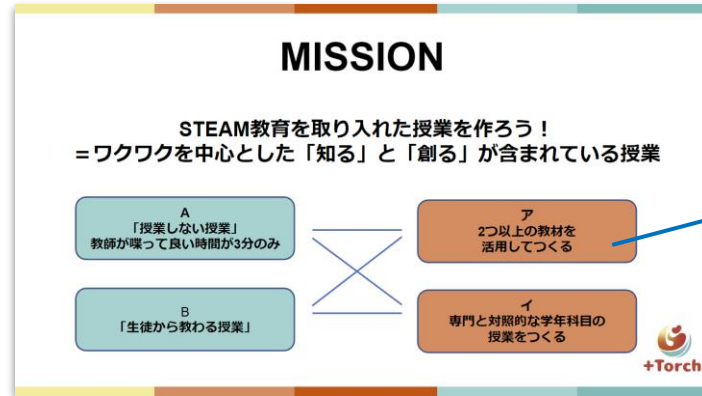 MISSION
STEAM教育を取り入れた授業を作ろう！
＝ワクワクを中心とした「知る」と「創る」が含まれている授業
A
「授業しない授業」
教師が喋って良い時間が3分のみ
ア
2つ以上の教材を
活用してつくる
B
「生徒から教わる授業」
イ
専門と対照的な学年科目の
授業をつくる
+Torch